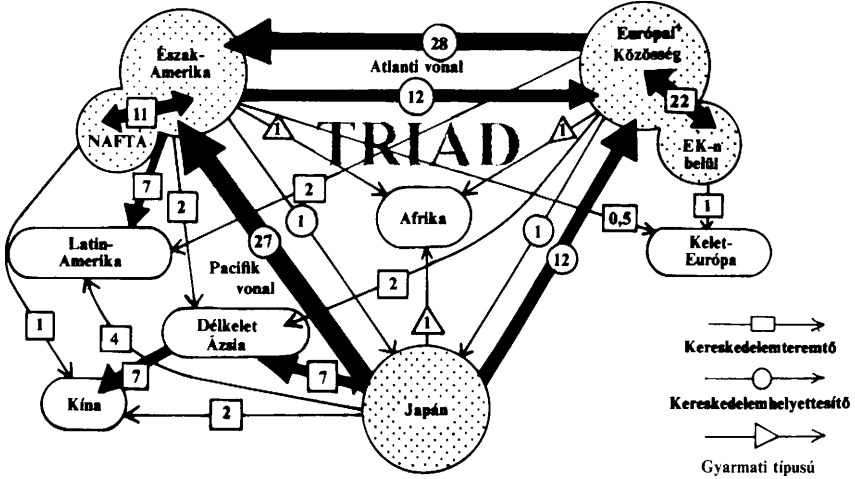 Észak-
Amerika
28
Atlanti vonal
Európai
Közösség
12
11
22
NAFTA
1
TRIAD
1
EK-n
belül
7
2
2
1
Afrika
1
0,5
1
Latin-
Amerika
27
12
Kelet-
Európa
Pacifik
vonal
2
1
4
Délkelet
Ázsia
1
7
7
Kína
2
Japán
Kereskedelemteremtő
Kereskedelemhelyettesítő
Gyarmati típusú